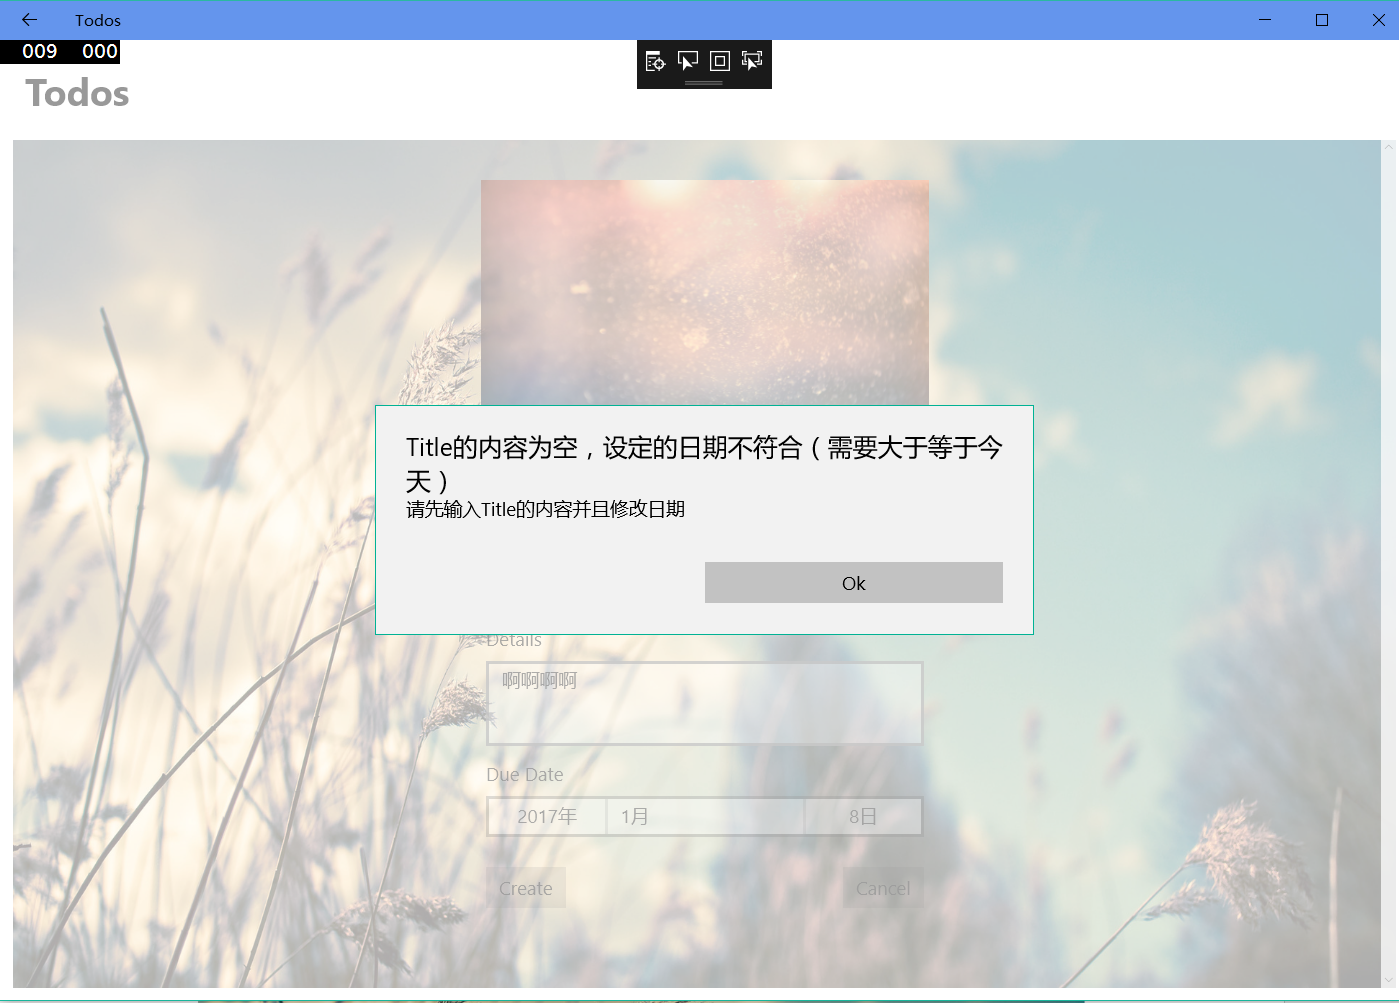 Todos
009 000
Todos
Title的内容为空，设定的日期不符合（需要大于等于今
天）
请先输入Title的内容并且修改日期
Ok
Details
啊啊啊啊
Due Date
2017年 1月 8日
Create Cancel